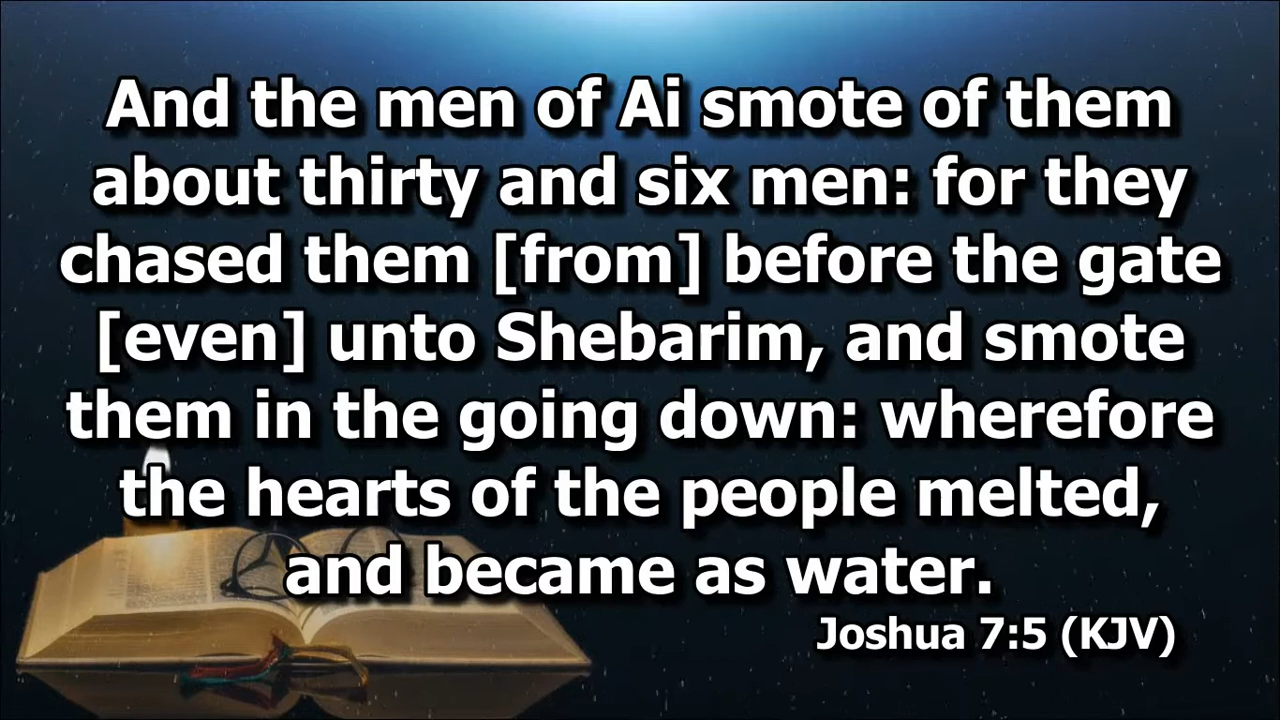 And the men of Ai smote of them
about thirty and six men: for they
chased them [from] before the gate
[even] unto Shebarim, and smote
them in the going down: wherefore
the hearts of the people melted,
and became as water.
Joshua 7:5 (KJV)